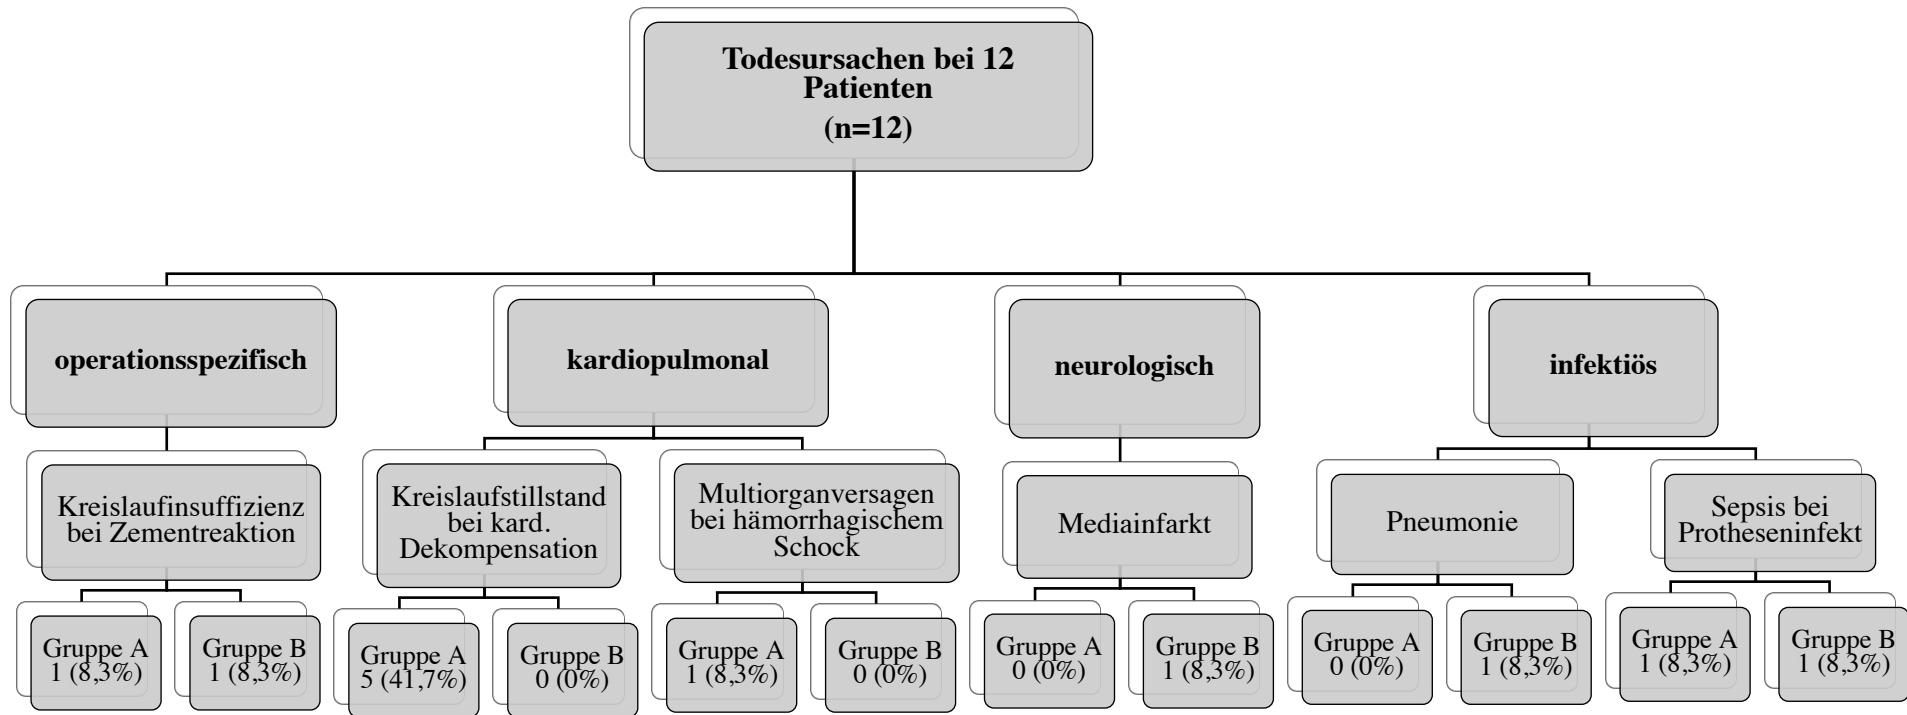 Todesursachen bei 12
Patienten
(n=12)
operationsspezifisch
kardiopulmonal
neurologisch
infektiös
Kreislaufinsuffizienz
bei Zementreaktion
Kreislaufstillstand
bei kard.
Dekompensation
Multiorganversagen
bei hämorrhagischem
Schock
Mediainfarkt
Pneumonie
Sepsis bei
Protheseninfekt
Gruppe A
1 (8,3%)
Gruppe B
1 (8,3%)
Gruppe A
5 (41,7%)
Gruppe B
0 (0%)
Gruppe A
1 (8,3%)
Gruppe B
0 (0%)
Gruppe A
0 (0%)
Gruppe B
1 (8,3%)
Gruppe A
0 (0%)
Gruppe B
1 (8,3%)
Gruppe A
1 (8,3%)
Gruppe B
1 (8,3%)